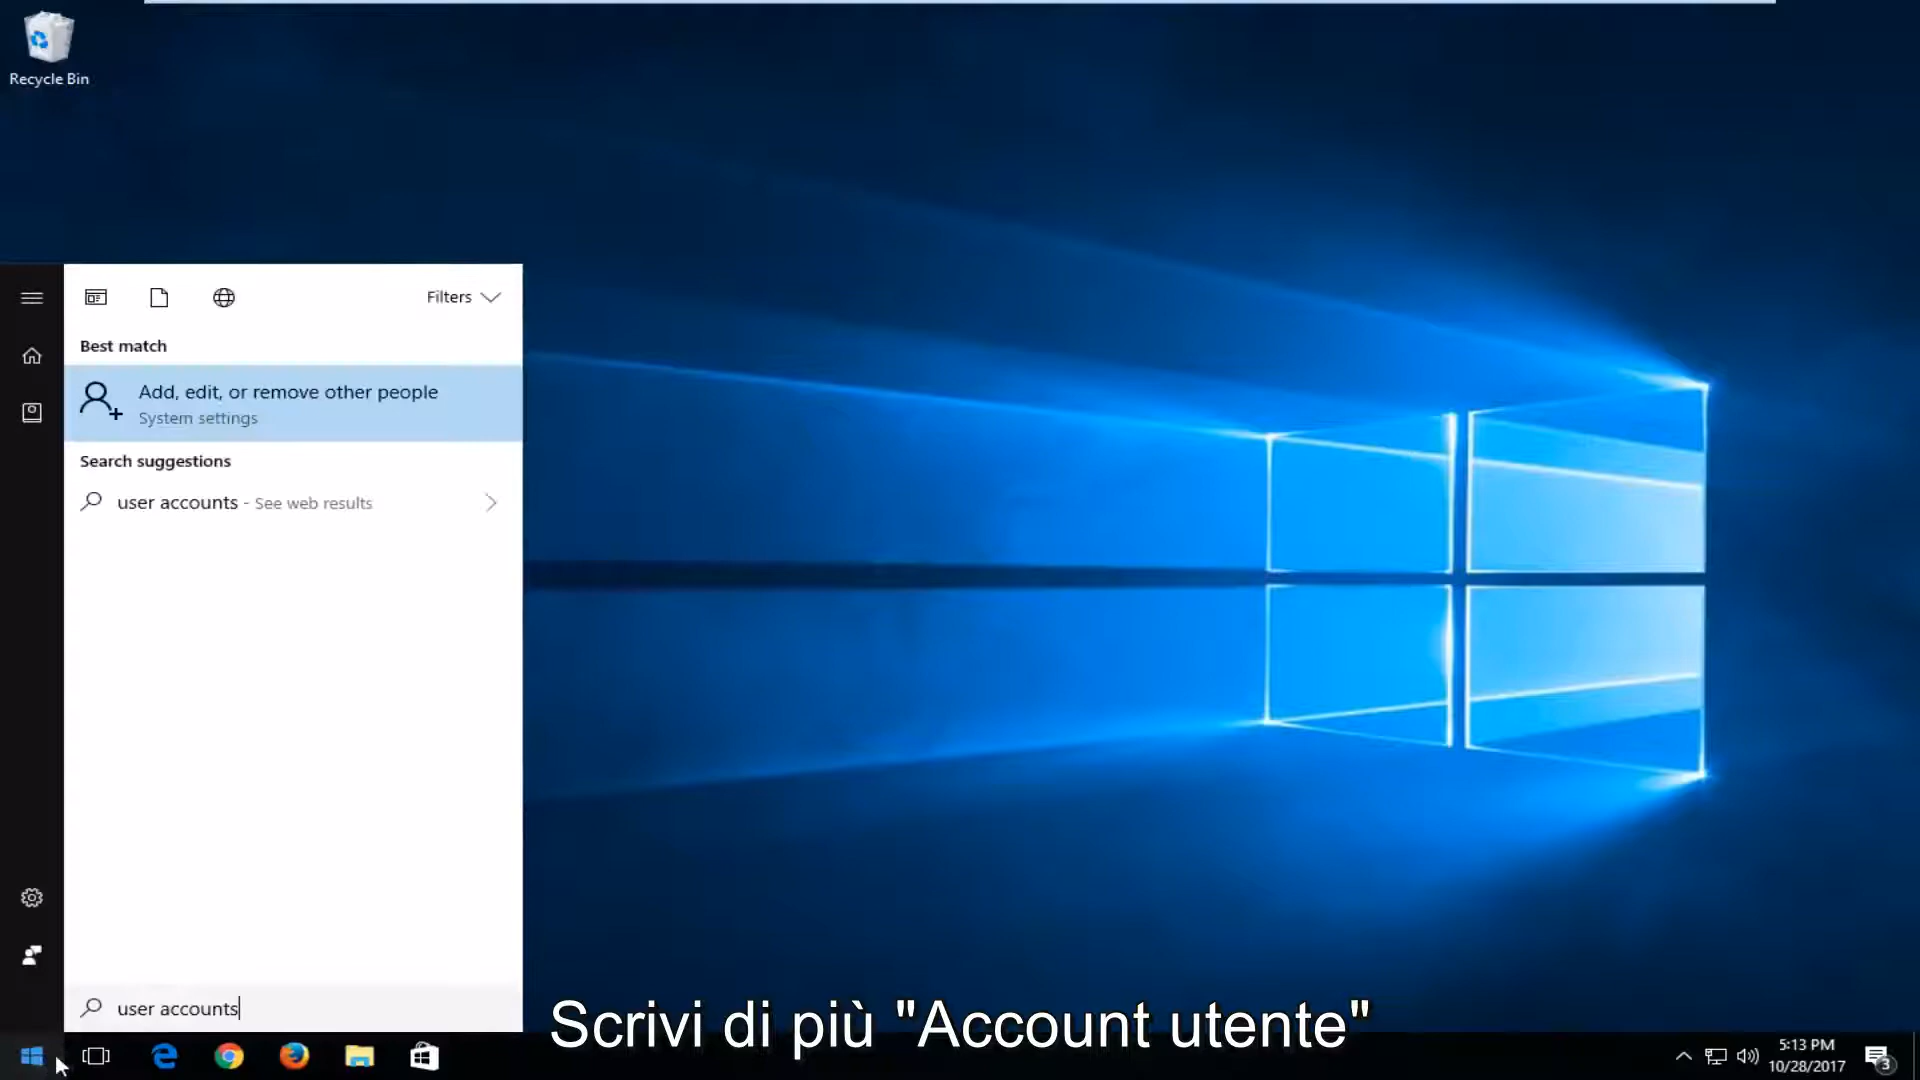 Recycle Bin
Filters
Best match
Add, edit, or remove other people
System settings
Search suggestions
user accounts - See web results
user accounts
Scrivi di più "Account utente"
5:13 PM
10/28/2017
3